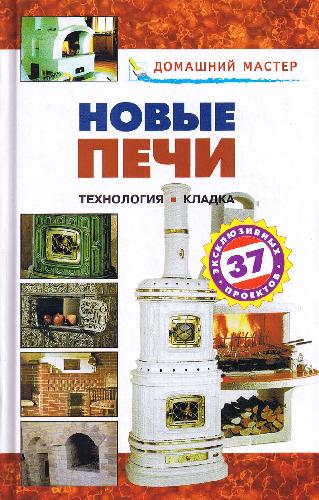 ДОМАШНИЙ МАСТЕР
НОВЫЕ
ПЕЧИ
ТЕХНОЛОГИЯ ▪ КЛАДКА
ЭКСКЛЮЗИВНЫХ
37
ПРОЕКТОВ